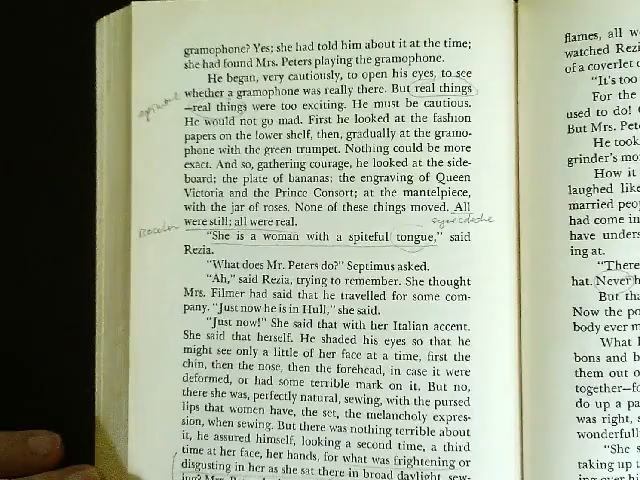 gramophone? Yes; she had told him about it at the time;
she had found Mrs. Peters playing the gramophone.
He began, very cautiously, to open his eyes, to see
whether a gramophone was really there. But real things
—real things were too exciting. He must be cautious.
He would not go mad. First he looked at the fashion
papers on the lower shelf, then, gradually at the gramo-
phone with the green trumpet. Nothing could be more
exact. And so, gathering courage, he looked at the side-
board; the plate of bananas; the engraving of Queen
Victoria and the Prince Consort; at the mantelpiece,
with the jar of roses. None of these things moved. All
were still; all were real.
"She is a woman with a spiteful tongue," said
Rezia.
"What does Mr. Peters do?" Septimus asked.
"Ah," said Rezia, trying to remember. She thought
Mrs. Filmer had said that he travelled for some com-
pany. "Just now he is in Hull," she said.
"Just now!" She said that with her Italian accent.
She said that herself. He shaded his eyes so that he
might see only a little of her face at a time, first the
chin, then the nose, then the forehead, in case it were
deformed, or had some terrible mark on it. But no,
there she was, perfectly natural, sewing, with the pursed
lips that women have, the set, the melancholy expres-
sion, when sewing. But there was nothing terrible about
it, he assured himself, looking a second time, a third
time at her face, her hands, for what was frightening or
disgusting in her as she sat there in broad daylight, sew-
ing? Mrs. Peters
flames, all
watched Rezi
of a coverlet
"It's too
For the
used to do!
But Mrs. Pet
He took
grinder's mo
How it
laughed like
married peo
had come in
have unders
ing at.
"There
hat. Never h
But tha
Now the po
body ever m
What
bons and b
them out o
together—fo
do up a pa
was right,
wonderfull
"She s
taking up